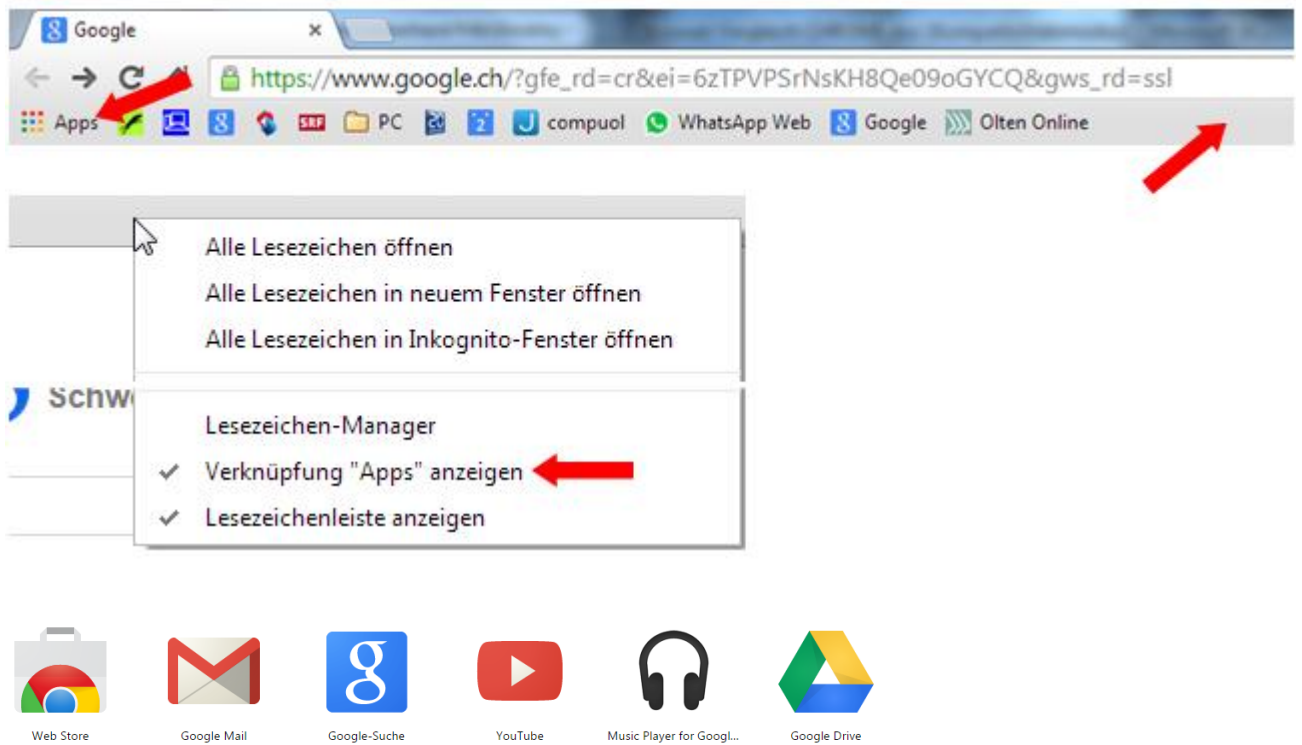 Google
https://www.google.ch/?gfe_rd=cr&ei=6zTPVPSrNsKH8Qe09oGYCQ&gws_rd=ssl
Apps SRF PC compuol WhatsApp Web Google Olten Online
Alle Lesezeichen öffnen
Alle Lesezeichen in neuem Fenster öffnen
Alle Lesezeichen in Inkognito-Fenster öffnen
Schw
Lesezeichen-Manager
Verknüpfung "Apps" anzeigen
Lesezeichenleiste anzeigen
Web Store Google Mail Google-Suche YouTube Music Player for Googl... Google Drive